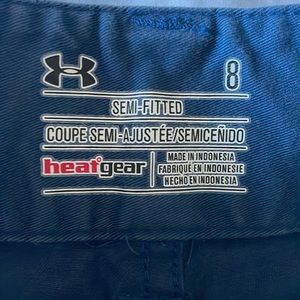 8
SEMI-FITTED
COUPE SEMI-AJUSTÉE/SEMICEÑIDO
heatgear
MADE IN INDONESIA
FABRIQUÉ EN INDONÉSIE
HECHO EN INDONESIA